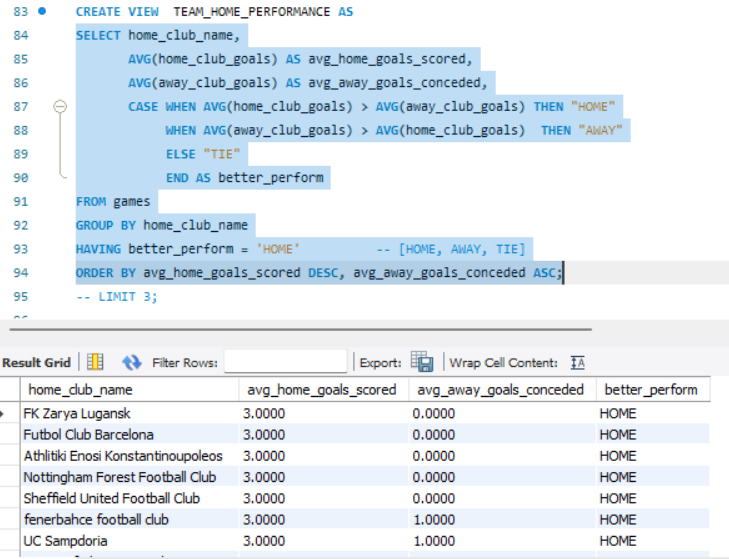 83 CREATE VIEW TEAM_HOME_PERFORMANCE AS
84 SELECT home_club_name,
85 AVG(home_club_goals) AS avg_home_goals_scored,
86 AVG(away_club_goals) AS avg_away_goals_conceded,
87 CASE WHEN AVG(home_club_goals) > AVG(away_club_goals) THEN "HOME"
88 WHEN AVG(away_club_goals) > AVG(home_club_goals) THEN "AWAY"
89 ELSE "TIE"
90 END AS better_perform
91 FROM games
92 GROUP BY home_club_name
93 HAVING better_perform = 'HOME' -- [HOME, AWAY, TIE]
94 ORDER BY avg_home_goals_scored DESC, avg_away_goals_conceded ASC;
95 -- LIMIT 3;
Result Grid Filter Rows: Export: Wrap Cell Content:
home_club_name avg_home_goals_scored avg_away_goals_conceded better_perform
FK Zarya Lugansk 3.0000 0.0000 HOME
Futbol Club Barcelona 3.0000 0.0000 HOME
Athlitiki Enosi Konstantinoupoleos 3.0000 0.0000 HOME
Nottingham Forest Football Club 3.0000 0.0000 HOME
Sheffield United Football Club 3.0000 0.0000 HOME
fenerbahce football club 3.0000 1.0000 HOME
UC Sampdoria 3.0000 1.0000 HOME